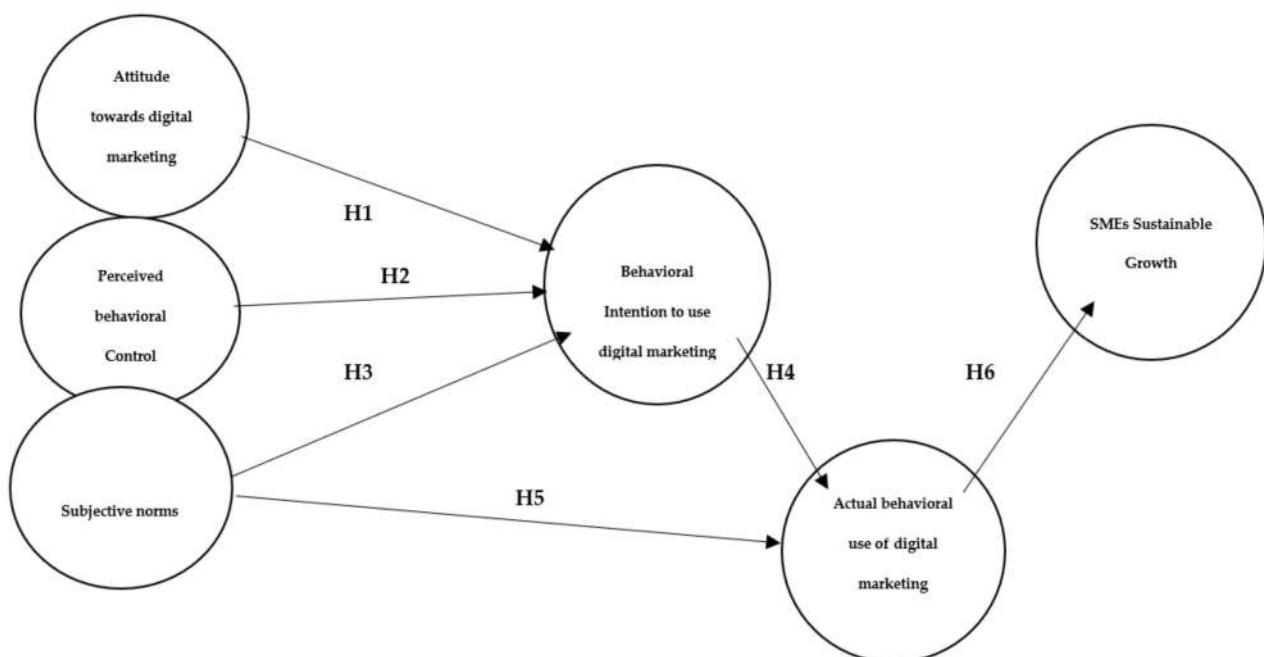 Attitude
towards digital
marketing
H1
Perceived
behavioral
Control
H2
H3
Subjective norms
H5
Behavioral
Intention to use
digital marketing
H4
Actual behavioral
use of digital
marketing
H6
SMEs Sustainable
Growth